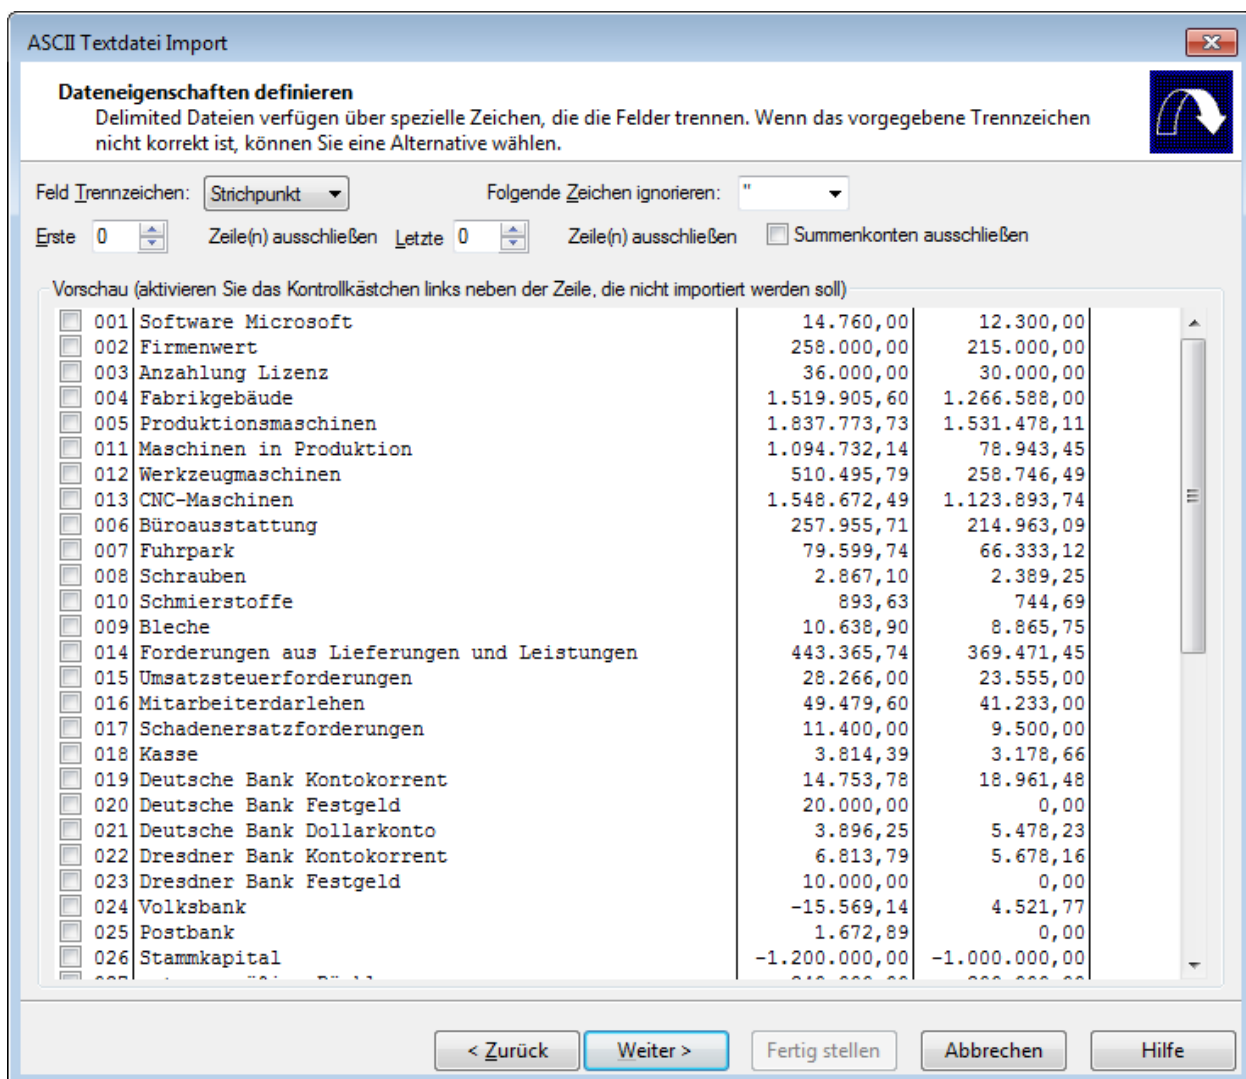 ASCII Textdatei Import
Dateneigenschaften definieren
Delimited Dateien verfügen über spezielle Zeichen, die die Felder trennen. Wenn das vorgegebene Trennzeichen
nicht korrekt ist, können Sie eine Alternative wählen.
Feld Trennzeichen: Strichpunkt Folgende Zeichen ignorieren: "
Erste 0 Zeile(n) ausschließen Letzte 0 Zeile(n) ausschließen Summenkonten ausschließen
Vorschau (aktivieren Sie das Kontrollkästchen links neben der Zeile, die nicht importiert werden soll)
001 Software Microsoft 14.760,00 12.300,00
002 Firmenwert 258.000,00 215.000,00
003 Anzahlung Lizenz 36.000,00 30.000,00
004 Fabrikgebäude 1.519.905,60 1.266.588,00
005 Produktionsmaschinen 1.837.773,73 1.531.478,11
011 Maschinen in Produktion 1.094.732,14 78.943,45
012 Werkzeugmaschinen 510.495,79 258.746,49
013 CNC-Maschinen 1.548.672,49 1.123.893,74
006 Büroausstattung 257.955,71 214.963,09
007 Fuhrpark 79.599,74 66.333,12
008 Schrauben 2.867,10 2.389,25
010 Schmierstoffe 893,63 744,69
009 Bleche 10.638,90 8.865,75
014 Forderungen aus Lieferungen und Leistungen 443.365,74 369.471,45
015 Umsatzsteuerforderungen 28.266,00 23.555,00
016 Mitarbeiterdarlehen 49.479,60 41.233,00
017 Schadenersatzforderungen 11.400,00 9.500,00
018 Kasse 3.814,39 3.178,66
019 Deutsche Bank Kontokorrent 14.753,78 18.961,48
020 Deutsche Bank Festgeld 20.000,00 0,00
021 Deutsche Bank Dollarkonto 3.896,25 5.478,23
022 Dresdner Bank Kontokorrent 6.813,79 5.678,16
023 Dresdner Bank Festgeld 10.000,00 0,00
024 Volksbank -15.569,14 4.521,77
025 Postbank 1.672,89 0,00
026 Stammkapital -1.200.000,00 -1.000.000,00
< Zurück Weiter > Fertig stellen Abbrechen Hilfe